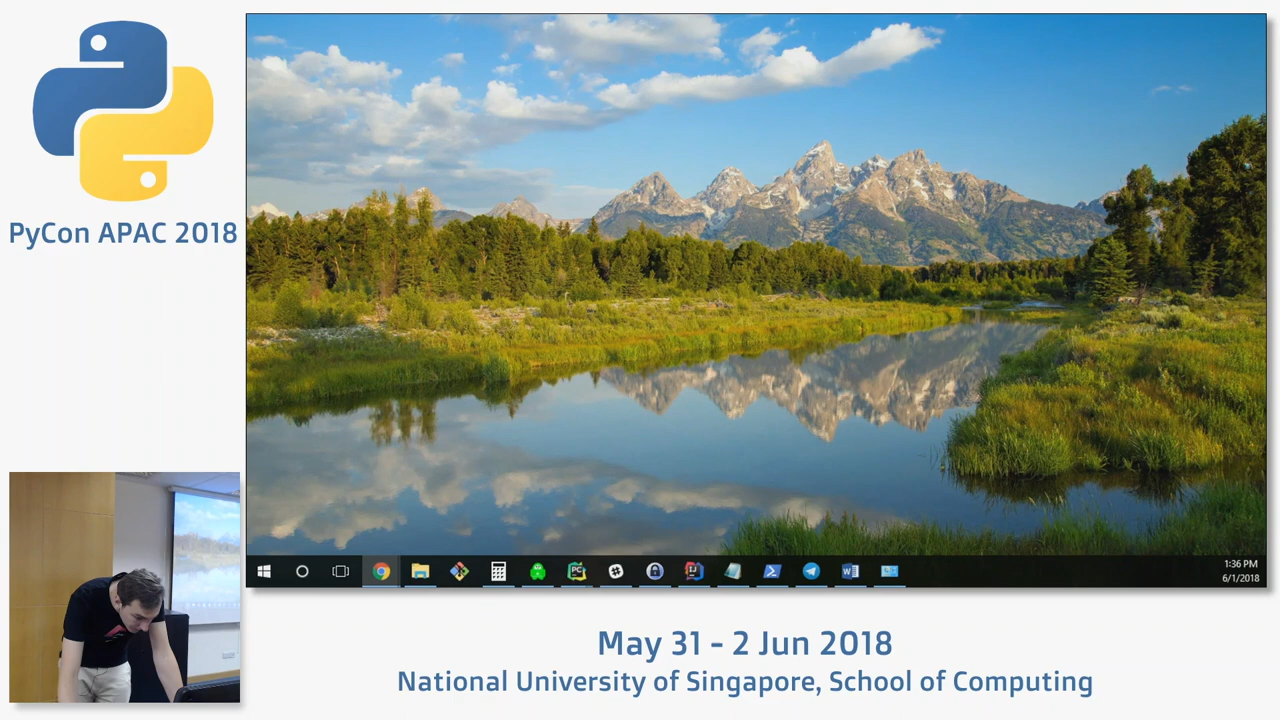 PyCon APAC 2018
PC
1:36 PM
6/1/2018
May 31 - 2 Jun 2018
National University of Singapore, School of Computing